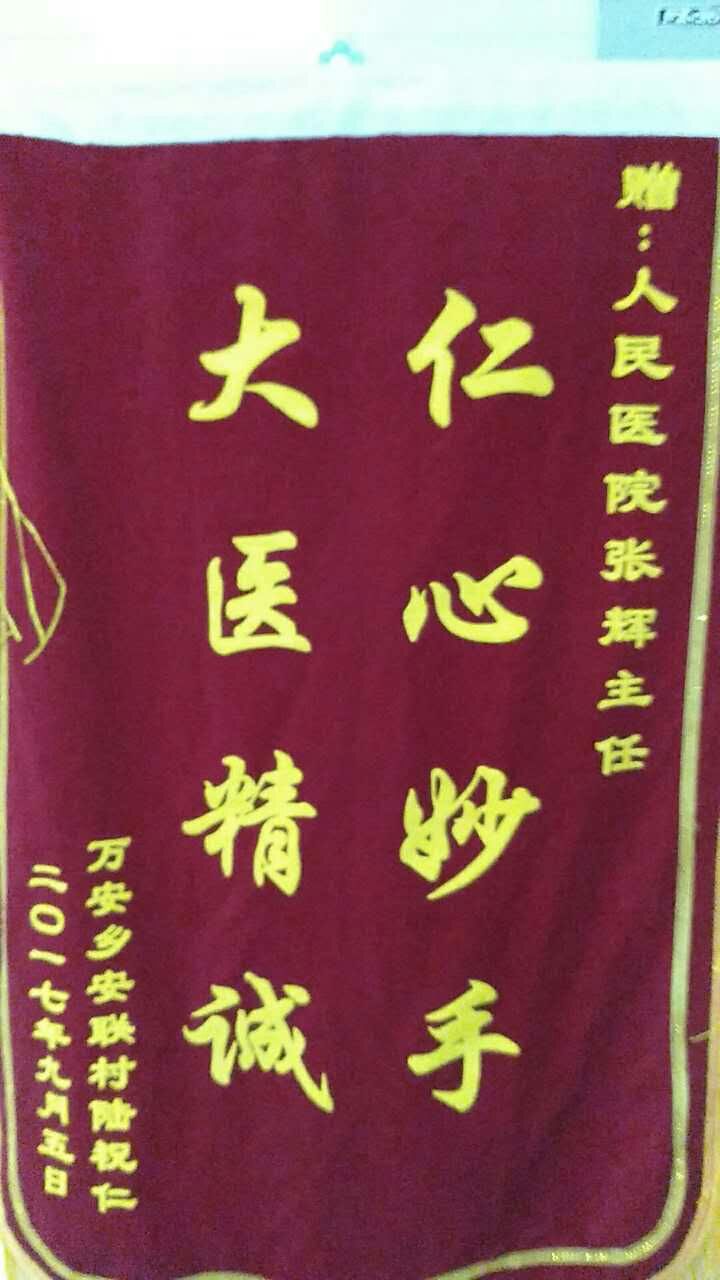 赠:人民医院张辉主任
仁心妙手
大医精诚
万安乡安联村陆祝仁
二〇一七年九月五日